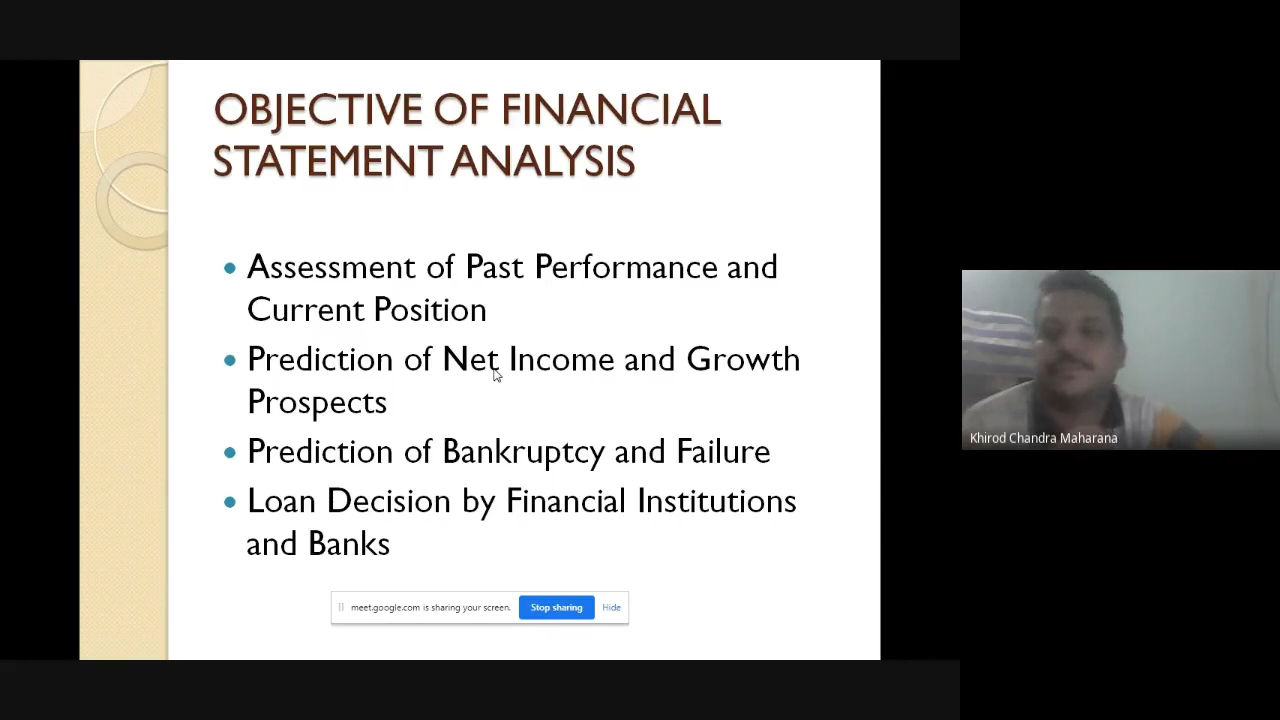 OBJECTIVE OF FINANCIAL
STATEMENT ANALYSIS
• Assessment of Past Performance and
Current Position
• Prediction of Net Income and Growth
Prospects
• Prediction of Bankruptcy and Failure
• Loan Decision by Financial Institutions
and Banks
meet.google.com is sharing your screen. Stop sharing Hide
Khirod Chandra Maharana